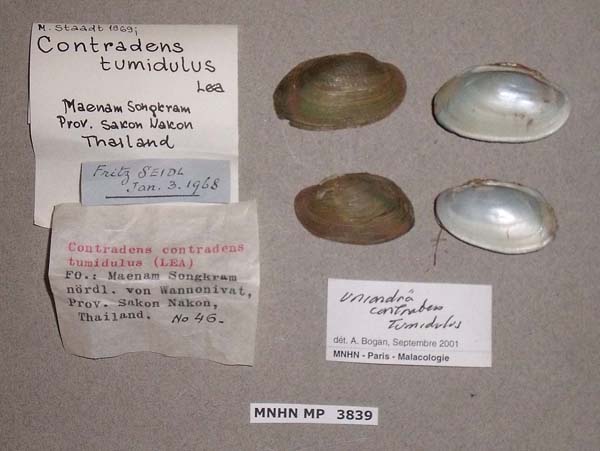 M. Staadt 1969;
Contradens
tumidulus
Lea
Maenam Songkram
Prov. Sakon Nakon
Thailand
Fritz SEIDL
Jan. 3. 1968
Contradens contradens
tumidulus (LEA)
FO.: Maenam Songkram
nördl. von Wannonivat,
Prov. Sakon Nakon,
Thailand. No 46-
contradens
tumidulus
dét. A. Bogan, Septembre 2001
MNHN - Paris - Malacologie
MNHN MP 3839